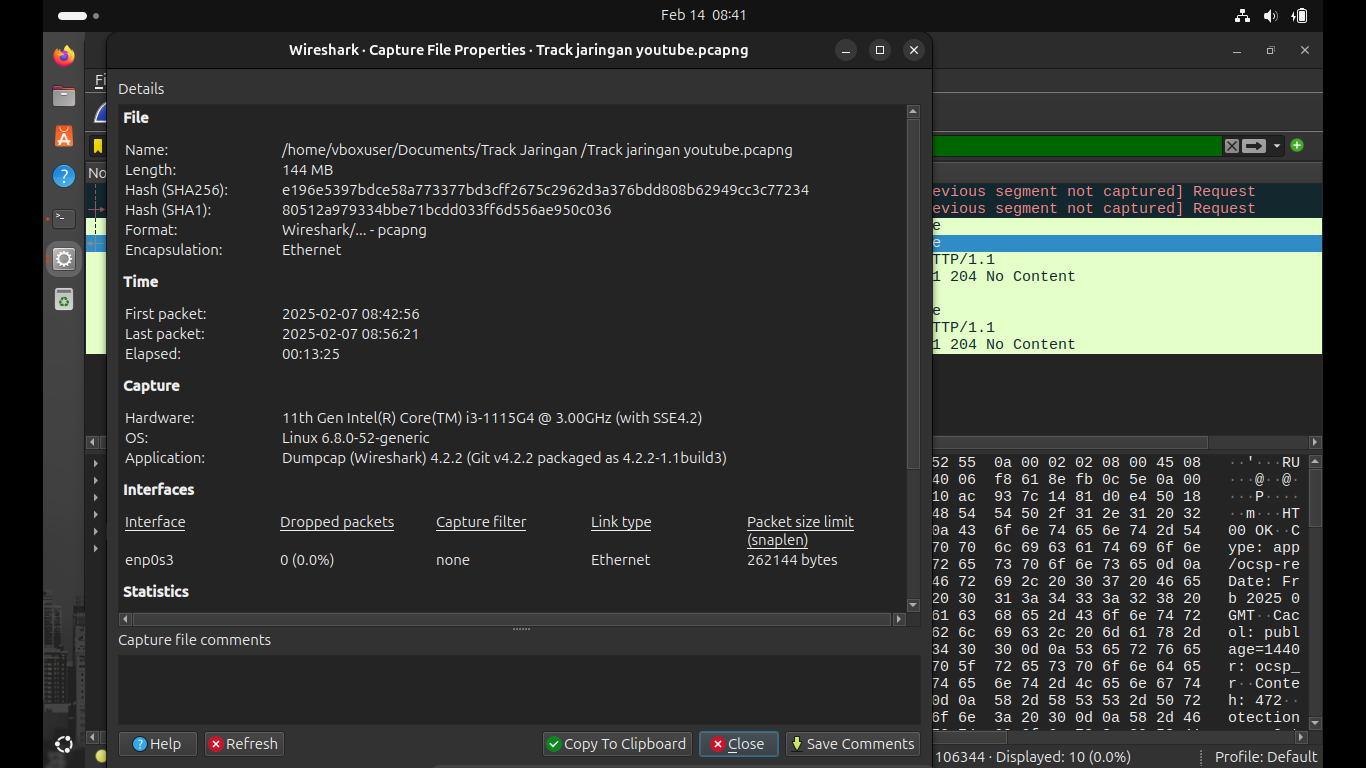 Feb 14 08:41
Wireshark · Capture File Properties · Track jaringan youtube.pcapng
Fi
Details
File
Name: /home/vboxuser/Documents/Track Jaringan /Track jaringan youtube.pcapng
Length: 144 MB
Hash (SHA256): e196e5397bdce58a773377bd3cff2675c2962d3a376bdd808b62949cc3c77234
Hash (SHA1): 80512a979334bbe71bcdd033ff6d556ae950c036
Format: Wireshark/... - pcapng
Encapsulation: Ethernet
Time
First packet: 2025-02-07 08:42:56
Last packet: 2025-02-07 08:56:21
Elapsed: 00:13:25
Capture
Hardware: 11th Gen Intel(R) Core(TM) i3-1115G4 @ 3.00GHz (with SSE4.2)
OS: Linux 6.8.0-52-generic
Application: Dumpcap (Wireshark) 4.2.2 (Git v4.2.2 packaged as 4.2.2-1.1build3)
Interfaces
Interface Dropped packets Capture filter Link type Packet size limit (snaplen)
enp0s3 0 (0.0%) none Ethernet 262144 bytes
Statistics
Capture file comments
Help Refresh Copy To Clipboard Close Save Comments
No
evious segment not captured] Request
evious segment not captured] Request
e
e
TTP/1.1
1 204 No Content
e
TTP/1.1
1 204 No Content
52 55 0a 00 02 02 08 00 45 08 ··'···RU
40 06 f8 61 8e fb 0c 5e 0a 00 ···@··@·
10 ac 93 7c 14 81 d0 e4 50 18 ···P····
48 54 54 50 2f 31 2e 31 20 32 ··m···HT
0a 43 6f 6e 74 65 6e 74 2d 54 00 OK··C
70 70 6c 69 63 61 74 69 6f 6e ype: app
72 65 73 70 6f 6e 73 65 0d 0a /ocsp-re
46 72 69 2c 20 30 37 20 46 65 Date: Fr
20 30 31 3a 34 33 3a 32 38 20 b 2025 0
61 63 68 65 2d 43 6f 6e 74 72 GMT··Cac
62 6c 69 63 2c 20 6d 61 78 2d ol: publ
34 30 30 0d 0a 53 65 72 76 65 age=1440
70 5f 72 65 73 70 6f 6e 64 65 r: ocsp_
74 65 6e 74 2d 4c 65 6e 67 74 r··Conte
0d 0a 58 2d 58 53 53 2d 50 72 h: 472··
6f 6e 3a 20 30 0d 0a 58 2d 46 otection
106344 · Displayed: 10 (0.0%) Profile: Default